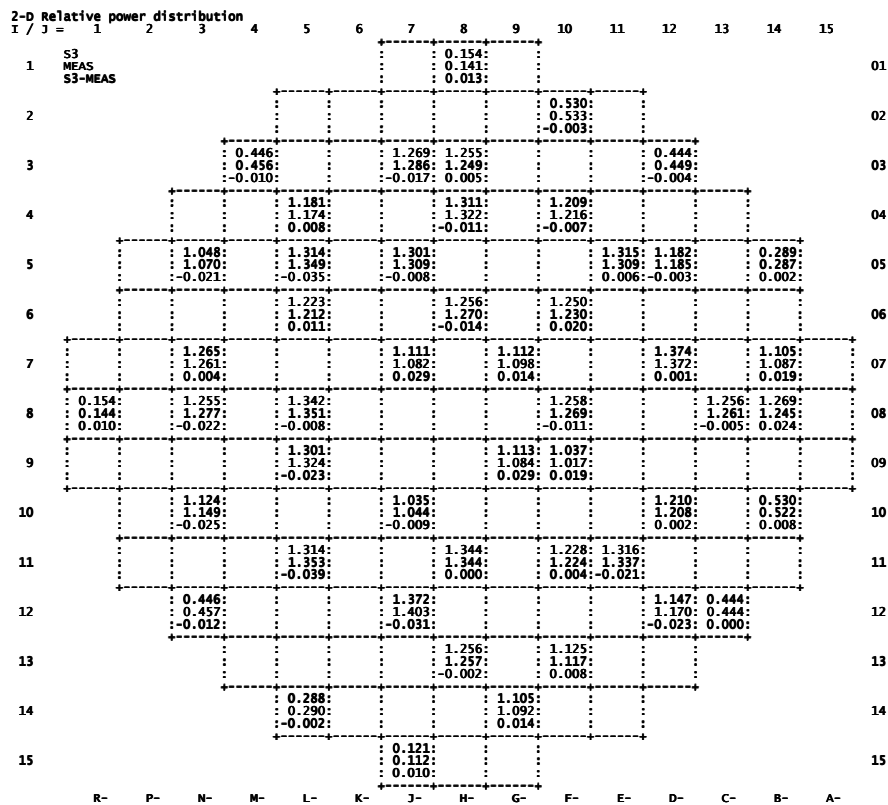 2-D Relative power distribution
I / J = 1 2 3 4 5 6 7 8 9 10 11 12 13 14 15
S3 0.154
1 MEAS 0.141 01
S3-MEAS 0.013
0.530
2 0.533 02
-0.003
0.446 1.269 1.255 0.444
3 0.456 1.286 1.249 0.449 03
-0.010 -0.017 0.005 -0.004
1.181 1.311 1.209
4 1.174 1.322 1.216 04
0.008 -0.011 -0.007
1.048 1.314 1.301 1.315 1.182 0.289
5 1.070 1.349 1.309 1.309 1.185 0.287 05
-0.021 -0.035 -0.008 0.006 -0.003 0.002
1.223 1.256 1.250
6 1.212 1.270 1.230 06
0.011 -0.014 0.020
1.265 1.111 1.112 1.374 1.105
7 1.261 1.082 1.098 1.372 1.087 07
0.004 0.029 0.014 0.001 0.019
0.154 1.255 1.342 1.258 1.256 1.269
8 0.144 1.277 1.351 1.269 1.261 1.245 08
0.010 -0.022 -0.008 -0.011 -0.005 0.024
1.301 1.113 1.037
9 1.324 1.084 1.017 09
-0.023 0.029 0.019
1.124 1.035 1.210 0.530
10 1.149 1.044 1.208 0.522 10
-0.025 -0.009 0.002 0.008
1.314 1.344 1.228 1.316
11 1.353 1.344 1.224 1.337 11
-0.039 0.000 0.004 -0.021
0.446 1.372 1.147 0.444
12 0.457 1.403 1.170 0.444 12
-0.012 -0.031 -0.023 0.000
1.256 1.125
13 1.257 1.117 13
-0.002 0.008
0.288 1.105
14 0.290 1.092 14
-0.002 0.014
0.121
15 0.112 15
0.010
R- P- N- M- L- K- J- H- G- F- E- D- C- B- A-